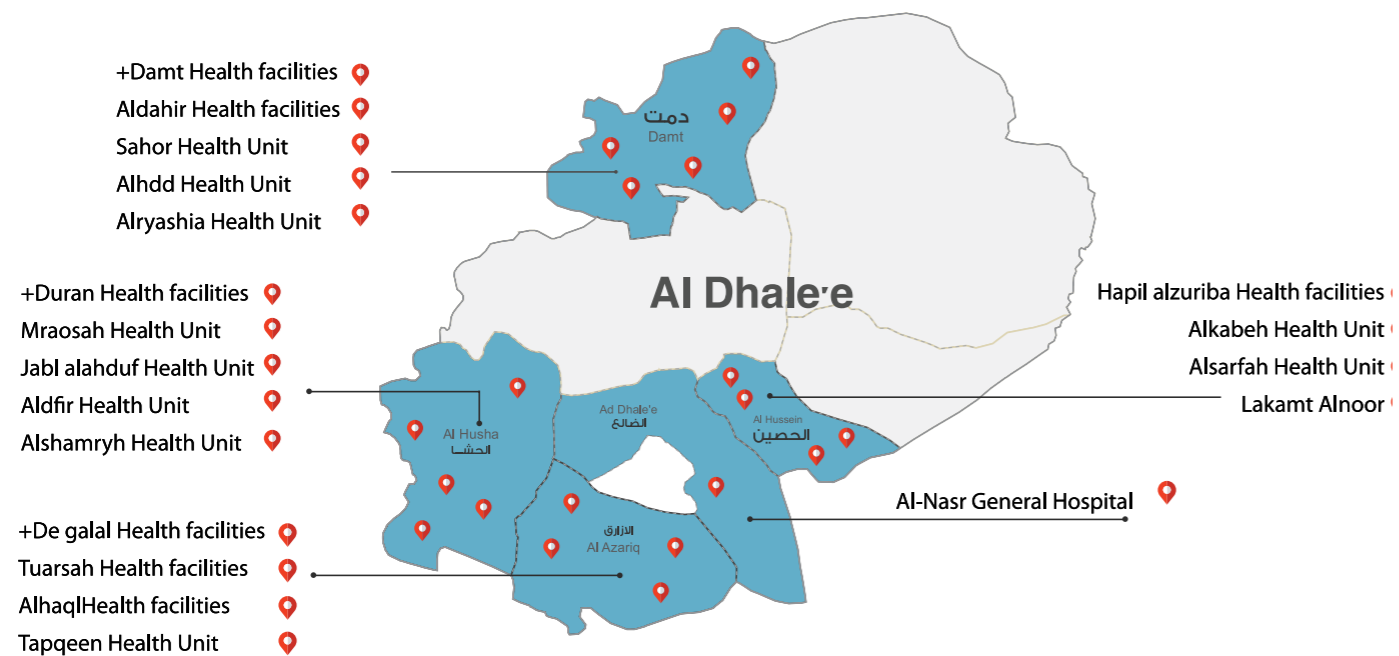 +Damt Health facilities
Aldahir Health facilities
Sahor Health Unit
Alhdd Health Unit
Alryashia Health Unit
دمت
Damt
Al Dhale'e
+Duran Health facilities
Mraosah Health Unit
Jabl alahduf Health Unit
Aldfir Health Unit
Alshamryh Health Unit
Hapil alzuriba Health facilities
Alkabeh Health Unit
Alsarfah Health Unit
Lakamt Alnoor
Al Husha
الحشا
Ad Dhale'e
الضالع
Al Hussein
الحصين
Al-Nasr General Hospital
+De galal Health facilities
Tuarsah Health facilities
AlhaqlHealth facilities
Tapqeen Health Unit
الازارق
Al Azariq